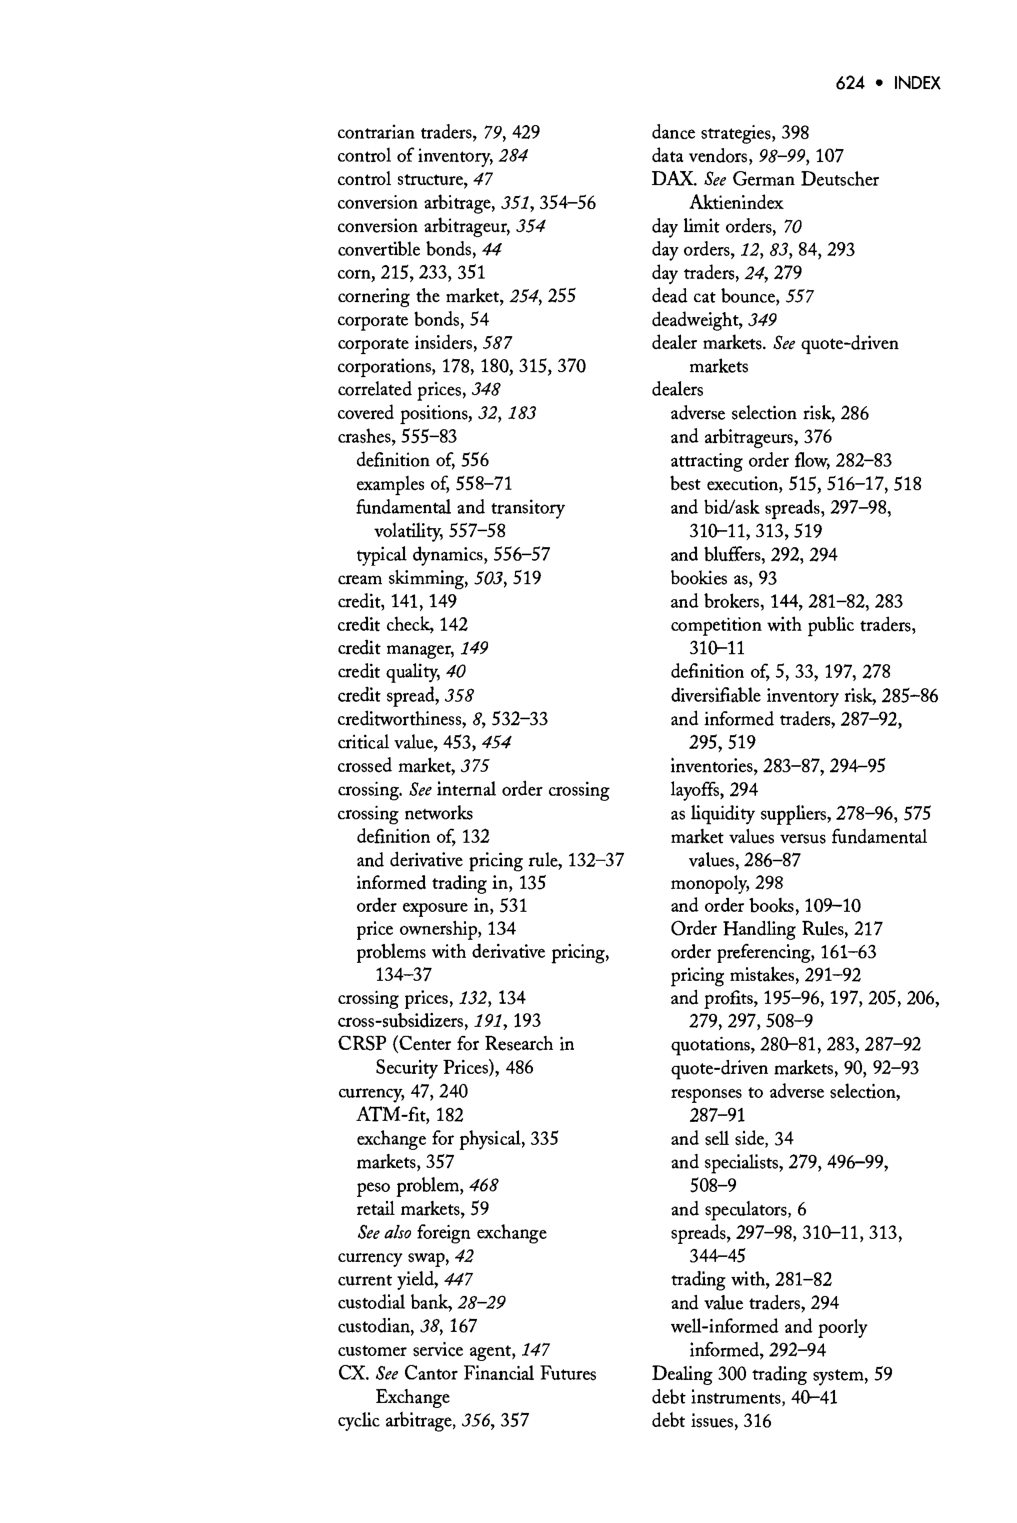 624 • INDEX
contrarian traders, 79, 429
control of inventory, 284
control structure, 47
conversion arbitrage, 351, 354–56
conversion arbitrageur, 354
convertible bonds, 44
corn, 215, 233, 351
cornering the market, 254, 255
corporate bonds, 54
corporate insiders, 587
corporations, 178, 180, 315, 370
correlated prices, 348
covered positions, 32, 183
crashes, 555–83
definition of, 556
examples of, 558–71
fundamental and transitory
volatility, 557–58
typical dynamics, 556–57
cream skimming, 503, 519
credit, 141, 149
credit check, 142
credit manager, 149
credit quality, 40
credit spread, 358
creditworthiness, 8, 532–33
critical value, 453, 454
crossed market, 375
crossing. See internal order crossing
crossing networks
definition of, 132
and derivative pricing rule, 132–37
informed trading in, 135
order exposure in, 531
price ownership, 134
problems with derivative pricing,
134–37
crossing prices, 132, 134
cross-subsidizers, 191, 193
CRSP (Center for Research in
Security Prices), 486
currency, 47, 240
ATM-fit, 182
exchange for physical, 335
markets, 357
peso problem, 468
retail markets, 59
See also foreign exchange
currency swap, 42
current yield, 447
custodial bank, 28–29
custodian, 38, 167
customer service agent, 147
CX. See Cantor Financial Futures
Exchange
cyclic arbitrage, 356, 357
dance strategies, 398
data vendors, 98–99, 107
DAX. See German Deutscher
Aktienindex
day limit orders, 70
day orders, 12, 83, 84, 293
day traders, 24, 279
dead cat bounce, 557
deadweight, 349
dealer markets. See quote-driven
markets
dealers
adverse selection risk, 286
and arbitrageurs, 376
attracting order flow, 282–83
best execution, 515, 516–17, 518
and bid/ask spreads, 297–98,
310–11, 313, 519
and bluffers, 292, 294
bookies as, 93
and brokers, 144, 281–82, 283
competition with public traders,
310–11
definition of, 5, 33, 197, 278
diversifiable inventory risk, 285–86
and informed traders, 287–92,
295, 519
inventories, 283–87, 294–95
layoffs, 294
as liquidity suppliers, 278–96, 575
market values versus fundamental
values, 286–87
monopoly, 298
and order books, 109–10
Order Handling Rules, 217
order preferencing, 161–63
pricing mistakes, 291–92
and profits, 195–96, 197, 205, 206,
279, 297, 508–9
quotations, 280–81, 283, 287–92
quote-driven markets, 90, 92–93
responses to adverse selection,
287–91
and sell side, 34
and specialists, 279, 496–99,
508–9
and speculators, 6
spreads, 297–98, 310–11, 313,
344–45
trading with, 281–82
and value traders, 294
well-informed and poorly
informed, 292–94
Dealing 300 trading system, 59
debt instruments, 40–41
debt issues, 316